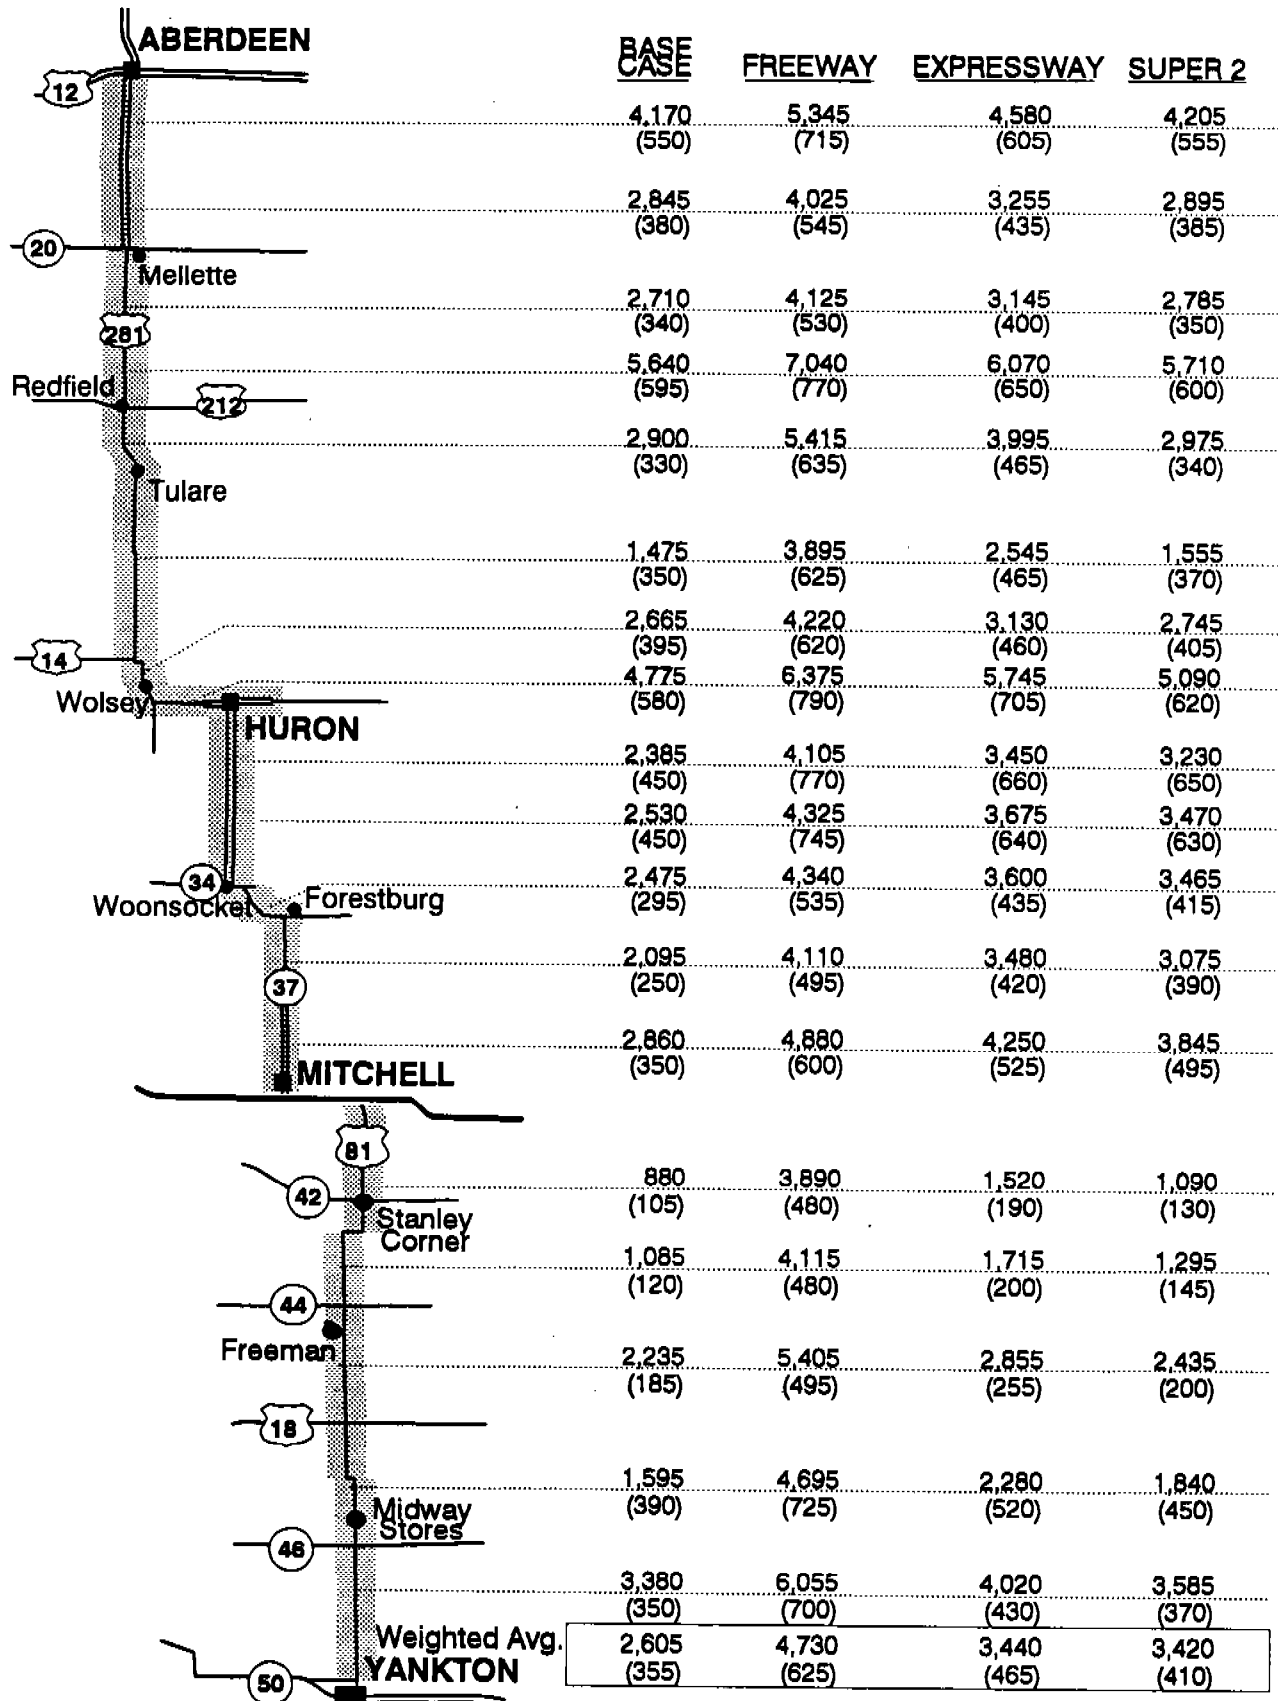 ABERDEEN
BASE CASE FREEWAY EXPRESSWAY SUPER 2
12
4,170 5,345 4,580 4,205
(550) (715) (605) (555)
2,845 4,025 3,255 2,895
(380) (545) (435) (385)
20
Mellette
2,710 4,125 3,145 2,785
(340) (530) (400) (350)
281
5,640 7,040 6,070 5,710
(595) (770) (650) (600)
Redfield
212
2,900 5,415 3,995 2,975
(330) (635) (465) (340)
Tulare
1,475 3,895 2,545 1,555
(350) (625) (465) (370)
2,665 4,220 3,130 2,745
(395) (620) (460) (405)
14
4,775 6,375 5,745 5,090
(580) (790) (705) (620)
Wolsey
HURON
2,385 4,105 3,450 3,230
(450) (770) (660) (650)
2,530 4,325 3,675 3,470
(450) (745) (640) (630)
34
2,475 4,340 3,600 3,465
(295) (535) (435) (415)
Woonsocket Forestburg
2,095 4,110 3,480 3,075
(250) (495) (420) (390)
37
2,860 4,880 4,250 3,845
(350) (600) (525) (495)
MITCHELL
81
880 3,890 1,520 1,090
(105) (480) (190) (130)
42
Stanley
Corner
1,085 4,115 1,715 1,295
(120) (480) (200) (145)
44
Freeman
2,235 5,405 2,855 2,435
(185) (495) (255) (200)
18
1,595 4,695 2,280 1,840
(390) (725) (520) (450)
Midway
Stores
46
3,380 6,055 4,020 3,585
(350) (700) (430) (370)
Weighted Avg. 2,605 4,730 3,440 3,420
(355) (625) (465) (410)
YANKTON
50